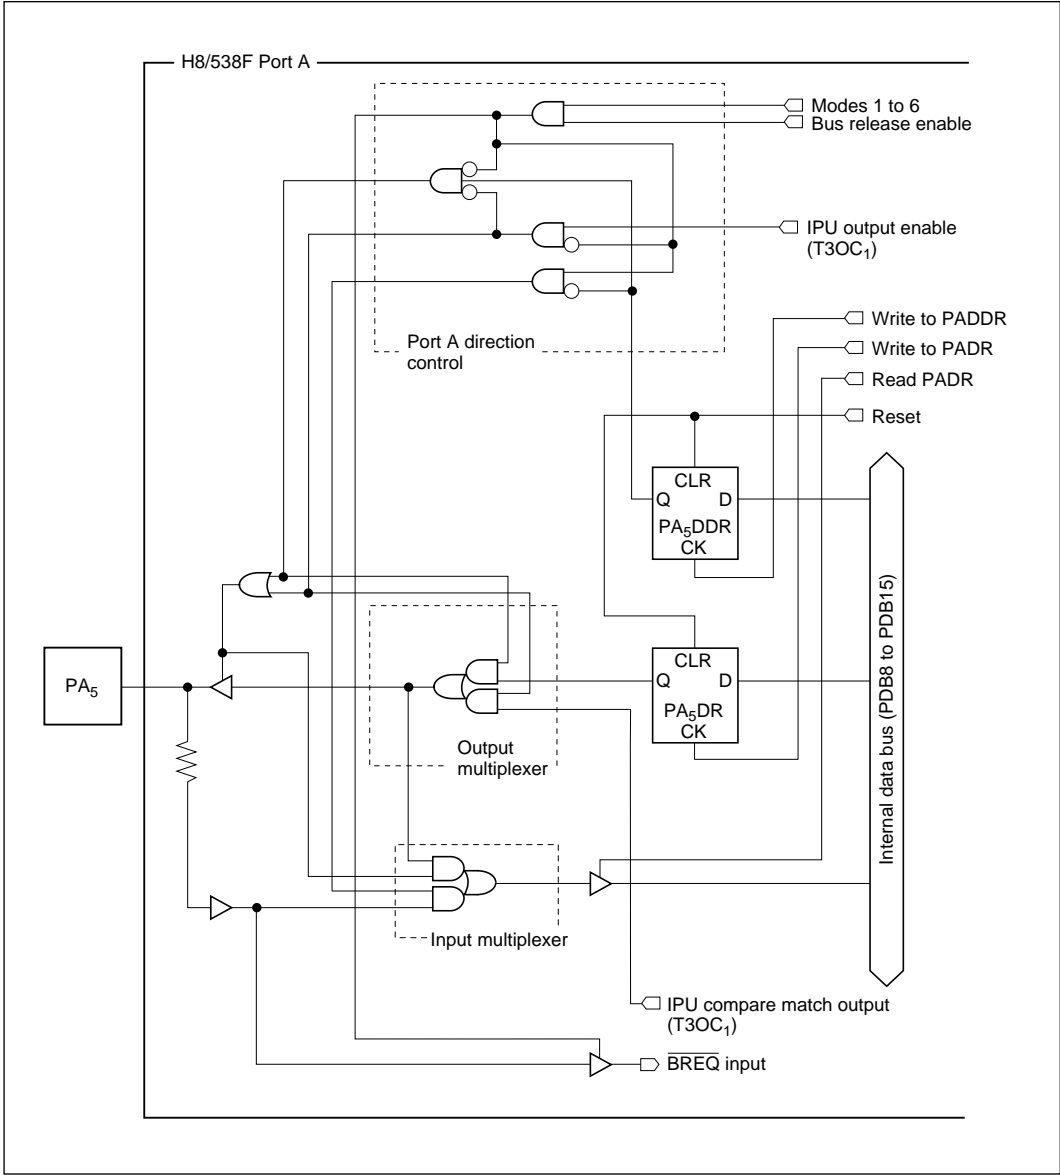 H8/538F Port A
Modes 1 to 6
Bus release enable
IPU output enable
(T3OC₁)
Port A direction
control
Write to PADDR
Write to PADR
Read PADR
Reset
CLR
Q D
PA₅DDR
CK
PA₅
CLR
Q D
PA₅DR
CK
Output
multiplexer
Internal data bus (PDB8 to PDB15)
Input multiplexer
IPU compare match output
(T3OC₁)
B̅R̅E̅Q̅ input